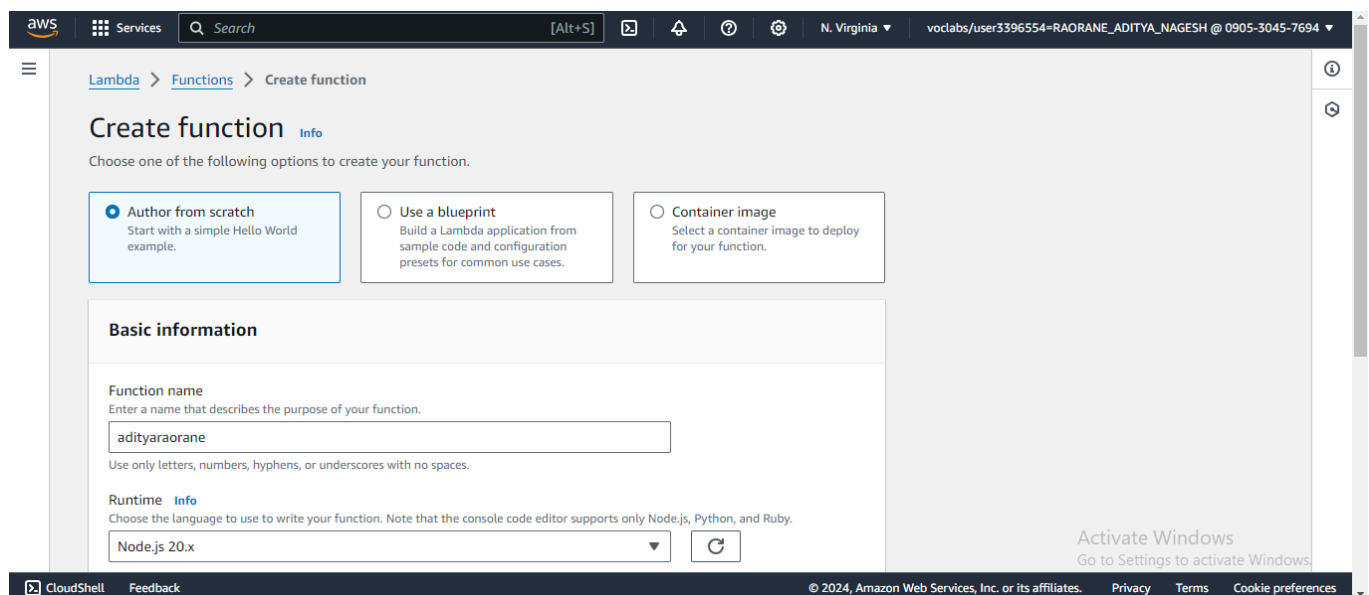 aws Services Search [Alt+S] N. Virginia voclabs/user3396554=RAORANE_ADITYA_NAGESH @ 0905-3045-7694
Lambda > Functions > Create function
Create function Info
Choose one of the following options to create your function.
Author from scratch
Start with a simple Hello World
example.
Use a blueprint
Build a Lambda application from
sample code and configuration
presets for common use cases.
Container image
Select a container image to deploy
for your function.
Basic information
Function name
Enter a name that describes the purpose of your function.
adityaraorane
Use only letters, numbers, hyphens, or underscores with no spaces.
Runtime Info
Choose the language to use to write your function. Note that the console code editor supports only Node.js, Python, and Ruby.
Node.js 20.x
Activate Windows
Go to Settings to activate Windows.
CloudShell Feedback © 2024, Amazon Web Services, Inc. or its affiliates. Privacy Terms Cookie preferences